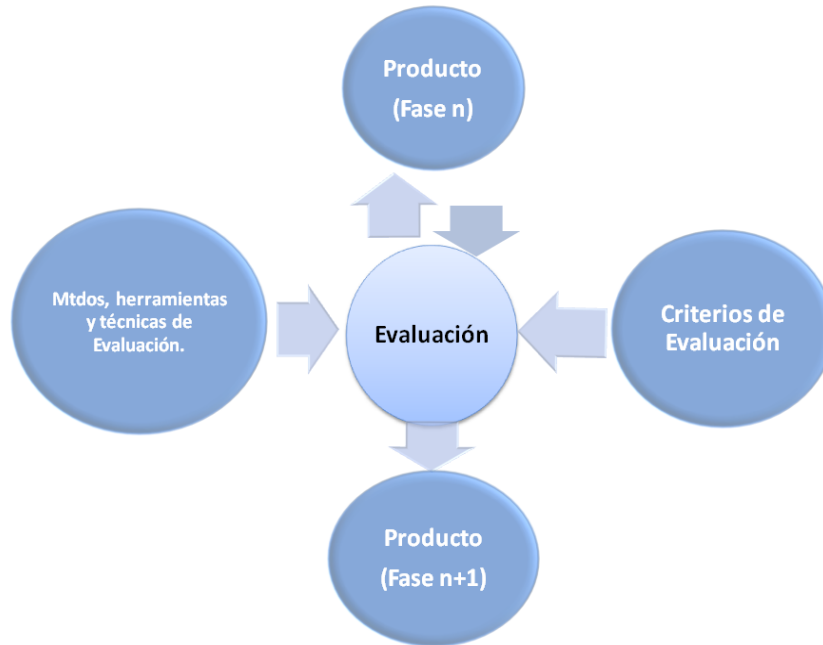 Producto
(Fase n)
Mtdos, herramientas
y técnicas de
Evaluación.
Evaluación
Criterios de
Evaluación
Producto
(Fase n+1)